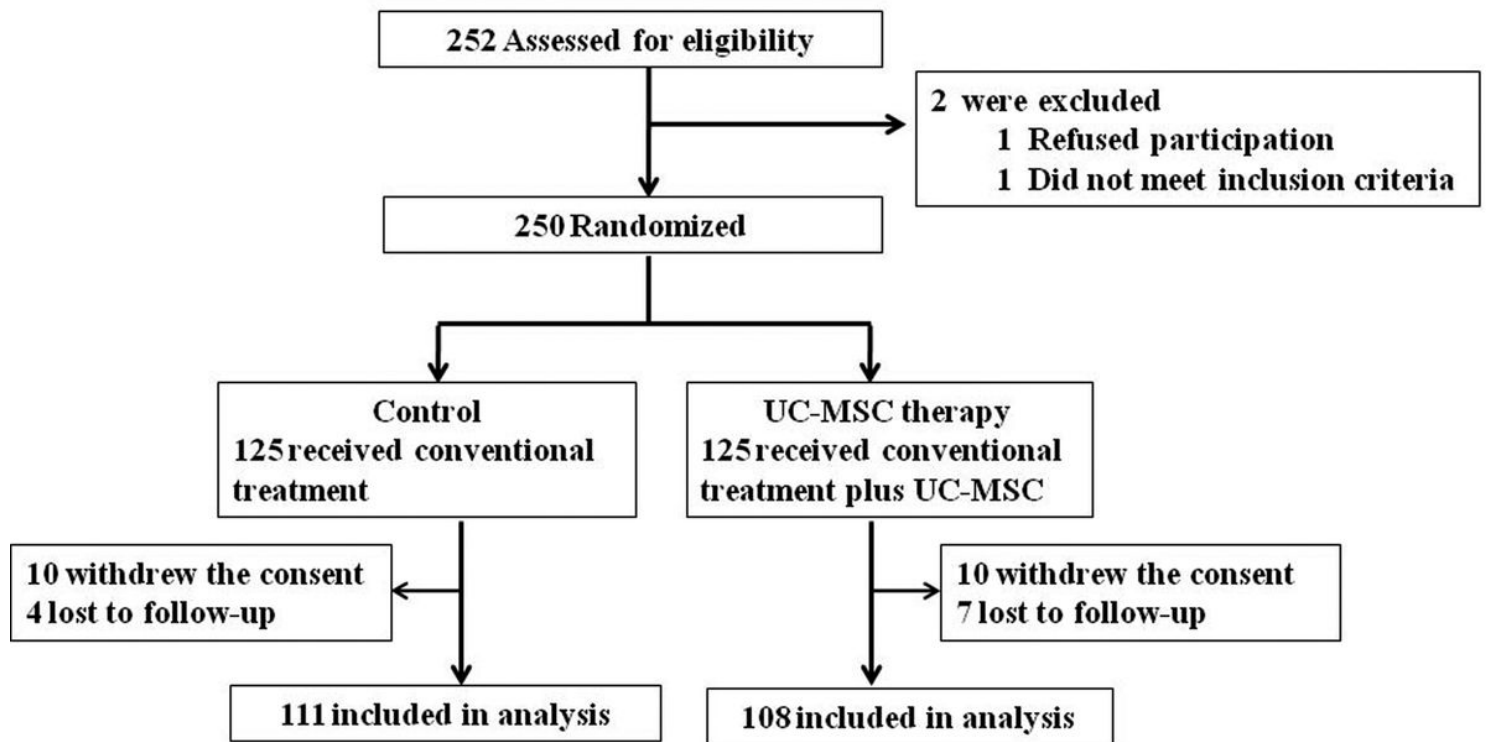 252 Assessed for eligibility
2 were excluded
1 Refused participation
1 Did not meet inclusion criteria
250 Randomized
Control
125 received conventional
treatment
UC-MSC therapy
125 received conventional
treatment plus UC-MSC
10 withdrew the consent
4 lost to follow-up
10 withdrew the consent
7 lost to follow-up
111 included in analysis
108 included in analysis